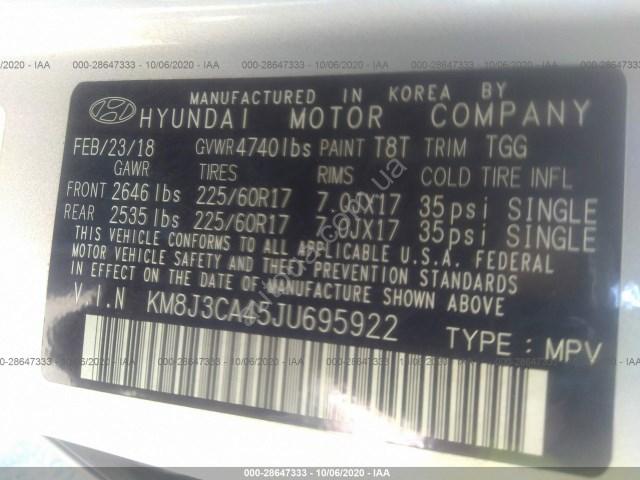 000-28647333 - 10/06/2020 - IAA
MANUFACTURED IN KOREA BY
HYUNDAI MOTOR COMPANY
FEB/23/18 GVWR 4740lbs PAINT T8T TRIM TGG
GAWR TIRES RIMS COLD TIRE INFL
FRONT 2646 lbs 225/60R17 7.0JX17 35psi SINGLE
REAR 2535 lbs 225/60R17 7.0JX17 35psi SINGLE
THIS VEHICLE CONFORMS TO ALL APPLICABLE U.S.A. FEDERAL
MOTOR VEHICLE SAFETY AND THEFT PREVENTION STANDARDS
IN EFFECT ON THE DATE OF MANUFACTURE SHOWN ABOVE.
V.I.N KM8J3CA45JU695922
TYPE : MPV
000-28647333 - 10/06/2020 - IAA